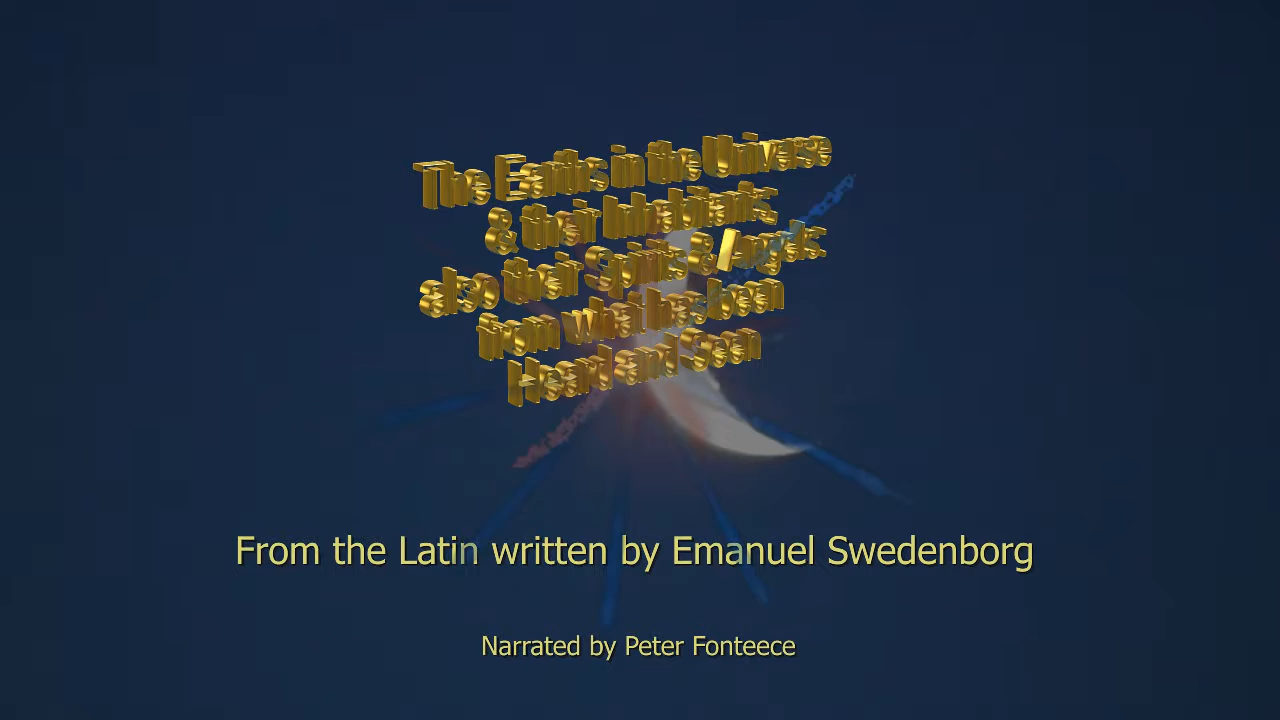 The Earths in the Universe
& their Inhabitants
also their Spirits & Angels
from what has been
Heard and Seen
From the Latin written by Emanuel Swedenborg
Narrated by Peter Fonteece